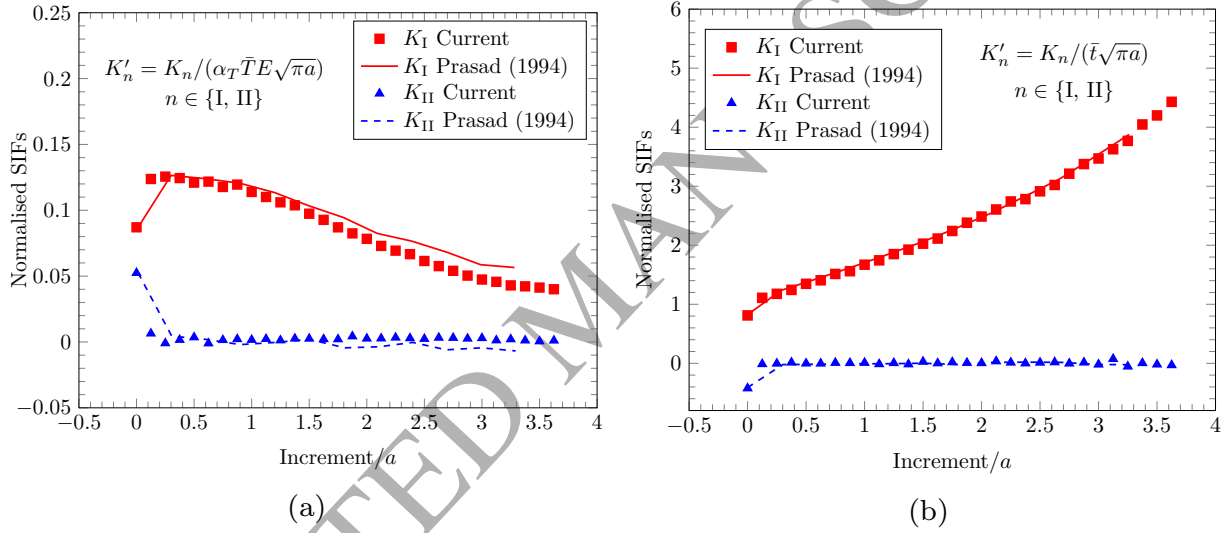 0.25
0.2
0.15
0.1
0.05
0
−0.05
Normalised SIFs
K′n = Kn/(αT T̄E√πa)
n ∈ {I, II}
KI Current
KI Prasad (1994)
KII Current
KII Prasad (1994)
−0.5 0 0.5 1 1.5 2 2.5 3 3.5 4
Increment/a
(a)
6
5
4
3
2
1
0
Normalised SIFs
KI Current
KI Prasad (1994)
KII Current
KII Prasad (1994)
K′n = Kn/(t̄√πa)
n ∈ {I, II}
−0.5 0 0.5 1 1.5 2 2.5 3 3.5 4
Increment/a
(b)
TED MANUSC